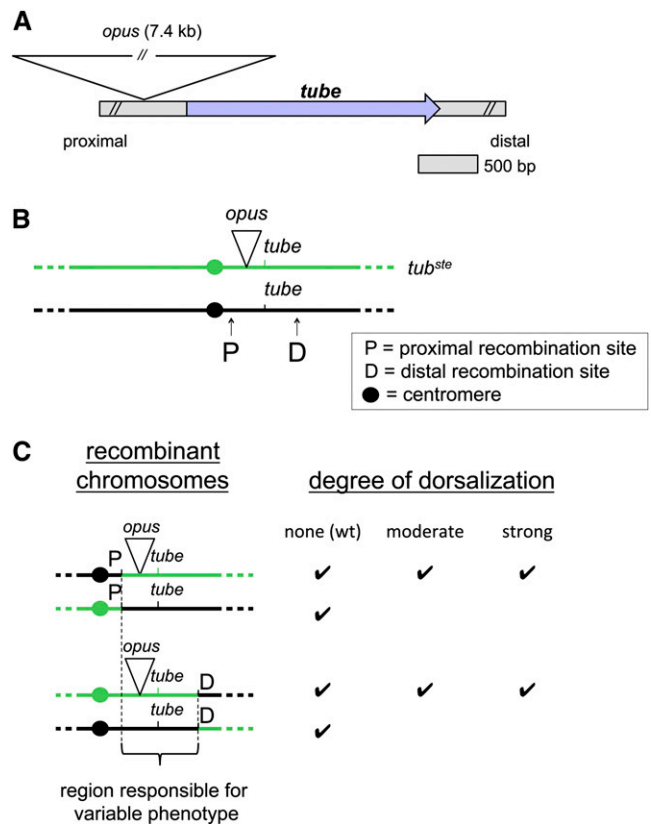 A
opus (7.4 kb)
//
tube
// //
proximal distal
500 bp
B
opus
tube
tub^ste
tube
P D
P = proximal recombination site
D = distal recombination site
= centromere
C
recombinant
chromosomes
degree of dorsalization
none (wt) moderate strong
opus
P tube
✔ ✔ ✔
P tube
✔
opus
tube D
✔ ✔ ✔
tube D
✔
region responsible for
variable phenotype